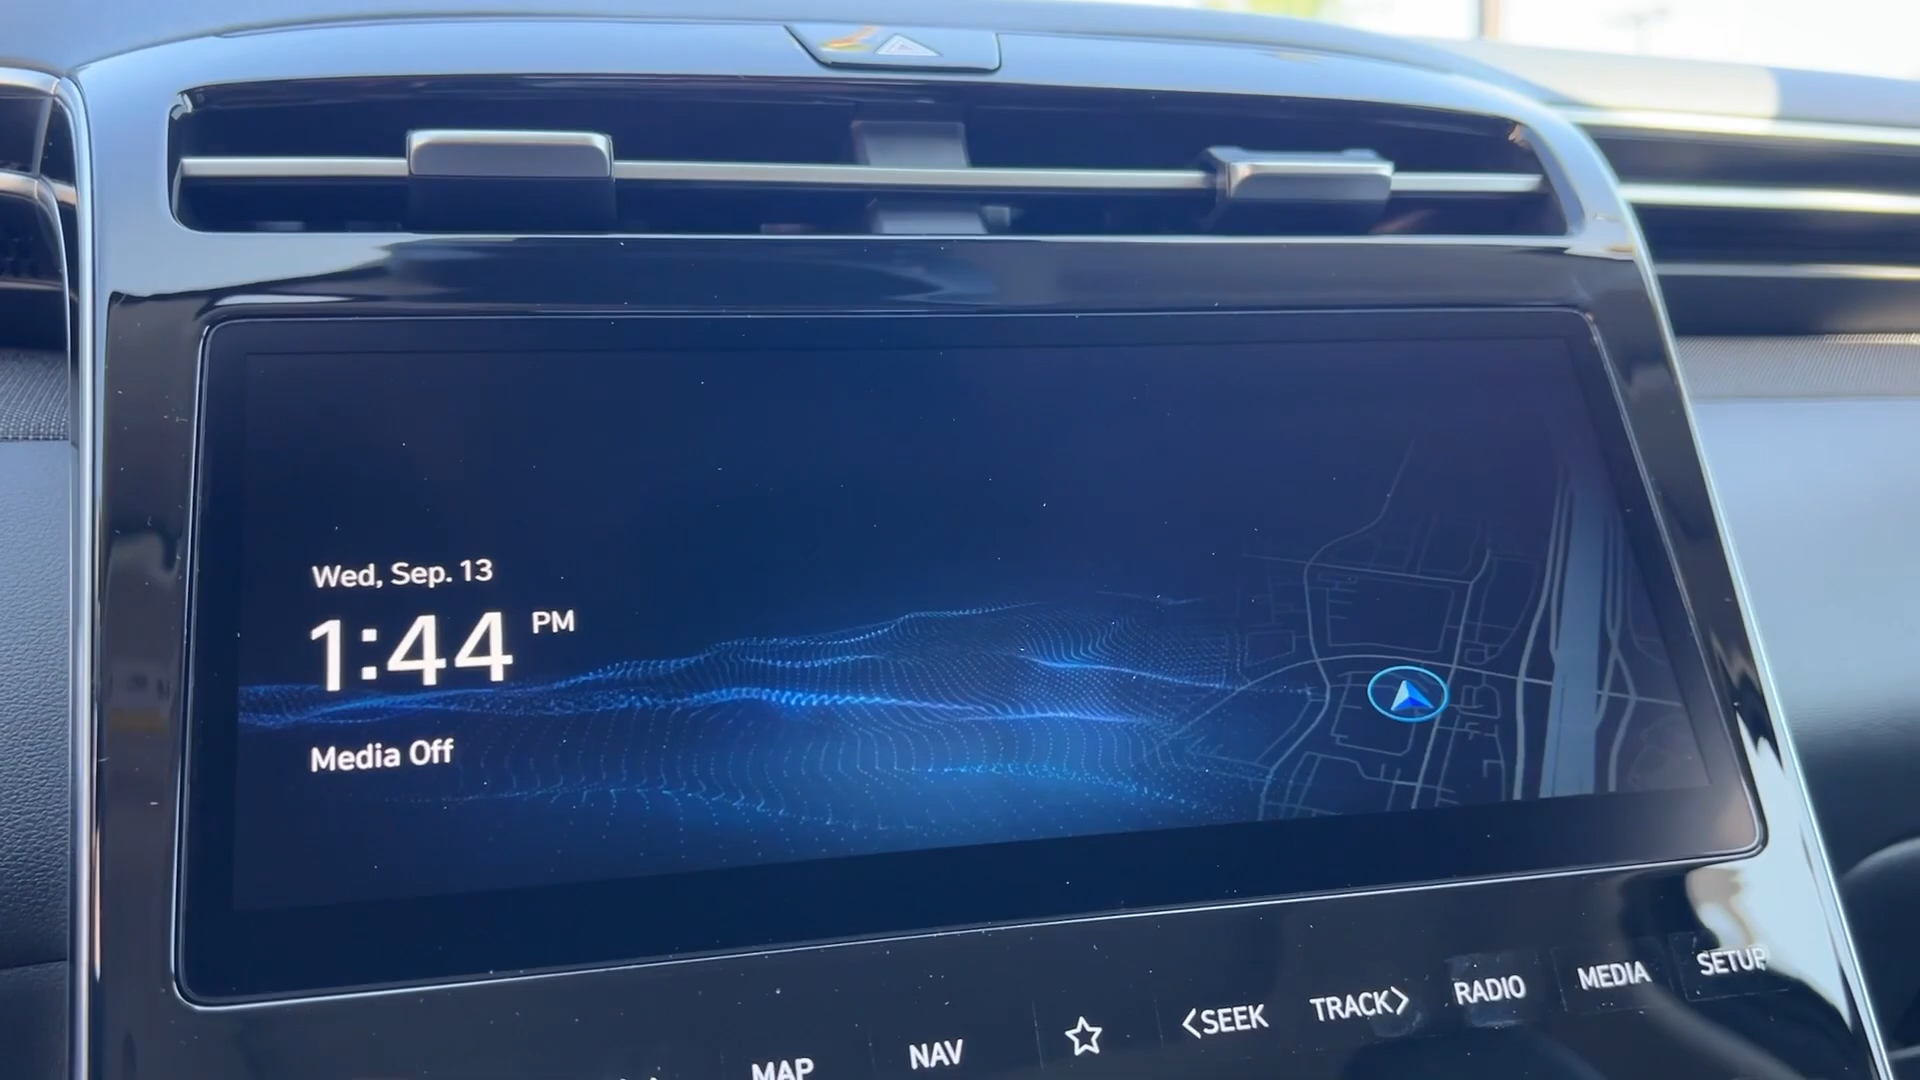 Wed, Sep. 13
1:44 PM
Media Off
MAP
NAV
<SEEK
TRACK>
RADIO
MEDIA
SETUP